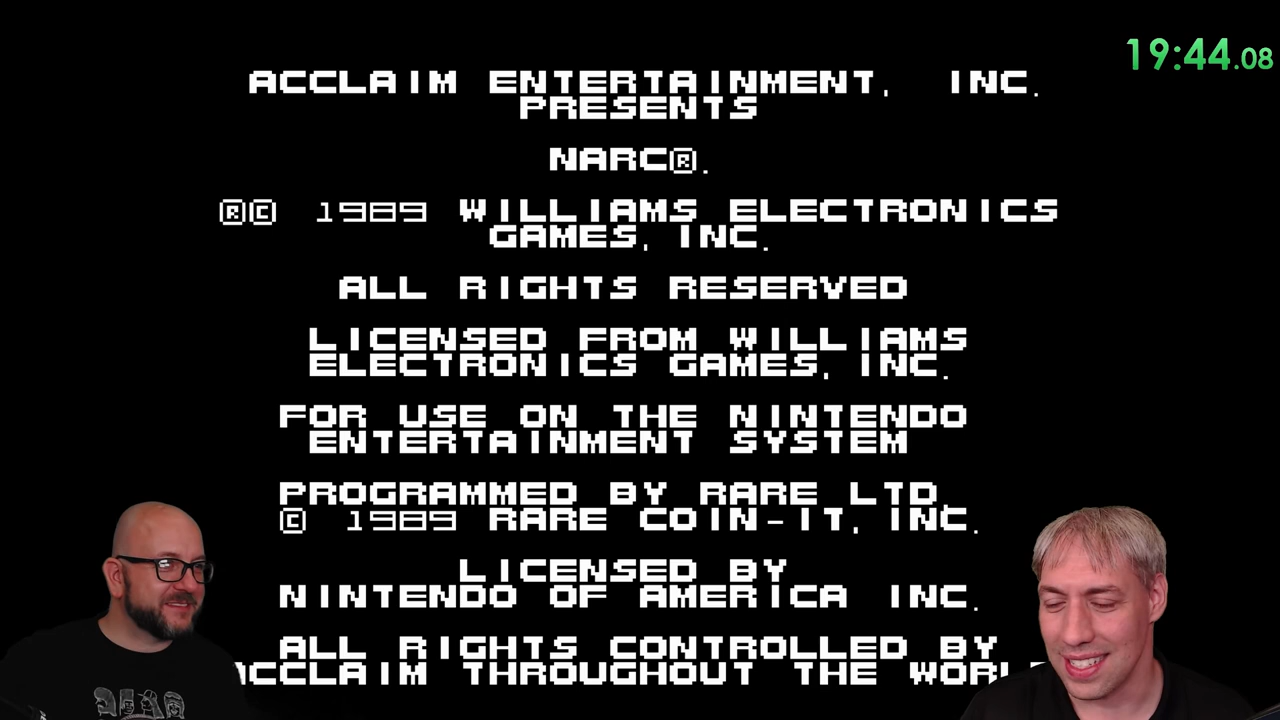 19:44.08
ACCLAIM ENTERTAINMENT, INC.
PRESENTS
NARC®.
®© 1989 WILLIAMS ELECTRONICS
GAMES, INC.
ALL RIGHTS RESERVED
LICENSED FROM WILLIAMS
ELECTRONICS GAMES, INC.
FOR USE ON THE NINTENDO
ENTERTAINMENT SYSTEM
PROGRAMMED BY RARE LTD.
© 1989 RARE COIN-IT, INC.
LICENSED BY
NINTENDO OF AMERICA INC.
ALL RIGHTS CONTROLLED BY
ACCLAIM THROUGHOUT THE WORL